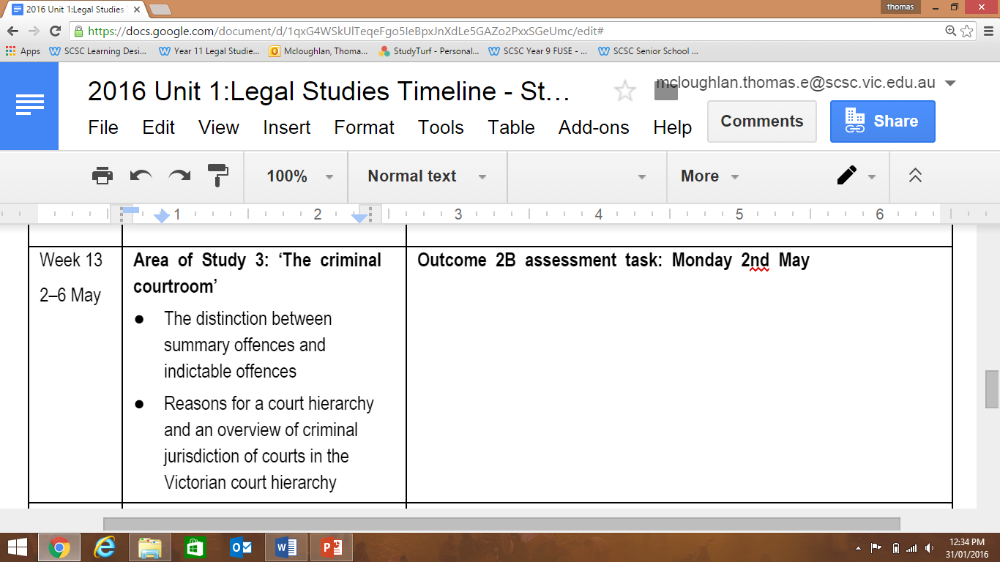 2016 Unit 1:Legal Studies
thomas
https://docs.google.com/document/d/1qxG4WSkUlTeqeFgo5IeBpxJnXdLe5GAZo2PxxSGeUmc/edit#
Apps SCSC Learning Desi... Year 11 Legal Studie... Mcloughlan, Thoma... StudyTurf - Personal... SCSC Year 9 FUSE - ... SCSC Senior School ...
2016 Unit 1:Legal Studies Timeline - St...
mcloughlan.thomas.e@scsc.vic.edu.au
File Edit View Insert Format Tools Table Add-ons Help
Comments
Share
100% Normal text More
1 2 3 4 5 6
Week 13
2–6 May
Area of Study 3: ‘The criminal
courtroom’
● The distinction between
summary offences and
indictable offences
● Reasons for a court hierarchy
and an overview of criminal
jurisdiction of courts in the
Victorian court hierarchy
Outcome 2B assessment task: Monday 2nd May
12:34 PM
31/01/2016